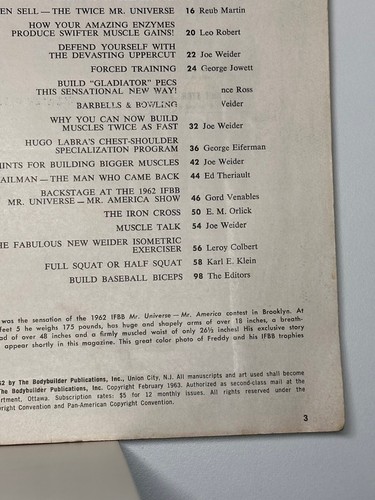 EN SELL — THE TWICE MR. UNIVERSE 16 Reub Martin
HOW YOUR AMAZING ENZYMES
PRODUCE SWIFTER MUSCLE GAINS! 20 Leo Robert
DEFEND YOURSELF WITH
THE DEVASTING UPPERCUT 22 Joe Weider
FORCED TRAINING 24 George Jowett
BUILD "GLADIATOR" PECS
THIS SENSATIONAL NEW WAY! nce Ross
BARBELLS & BOWLING Veider
WHY YOU CAN NOW BUILD
MUSCLES TWICE AS FAST 32 Joe Weider
HUGO LABRA'S CHEST-SHOULDER
SPECIALIZATION PROGRAM 36 George Eiferman
HINTS FOR BUILDING BIGGER MUSCLES 42 Joe Weider
AILMAN — THE MAN WHO CAME BACK 44 Ed Theriault
BACKSTAGE AT THE 1962 IFBB
MR. UNIVERSE — MR. AMERICA SHOW 46 Gord Venables
THE IRON CROSS 50 E. M. Orlick
MUSCLE TALK 54 Joe Weider
HE FABULOUS NEW WEIDER ISOMETRIC
EXERCISER 56 Leroy Colbert
FULL SQUAT OR HALF SQUAT 58 Karl E. Klein
BUILD BASEBALL BICEPS 98 The Editors
was the sensation of the 1962 IFBB Mr. Universe — Mr. America contest in Brooklyn. At
feet 5 he weighs 175 pounds, has huge and shapely arms of over 18 inches, a breath-
ad of over 48 inches and a firmly muscled waist of only 26½ inches! His exclusive story
appear shortly in this magazine. This great color photo of Freddy and his IFBB trophies
62 by The Bodybuilder Publications, Inc., Union City, N.J. All manuscripts and art used shall become
The Bodybuilder Publications, Inc. Copyright February 1963. Authorized as second-class mail at the
artment, Ottawa. Subscription rates: $5 for 12 monthly issues. All rights reserved under the
yright Convention and Pan-American Copyright Convention.
3